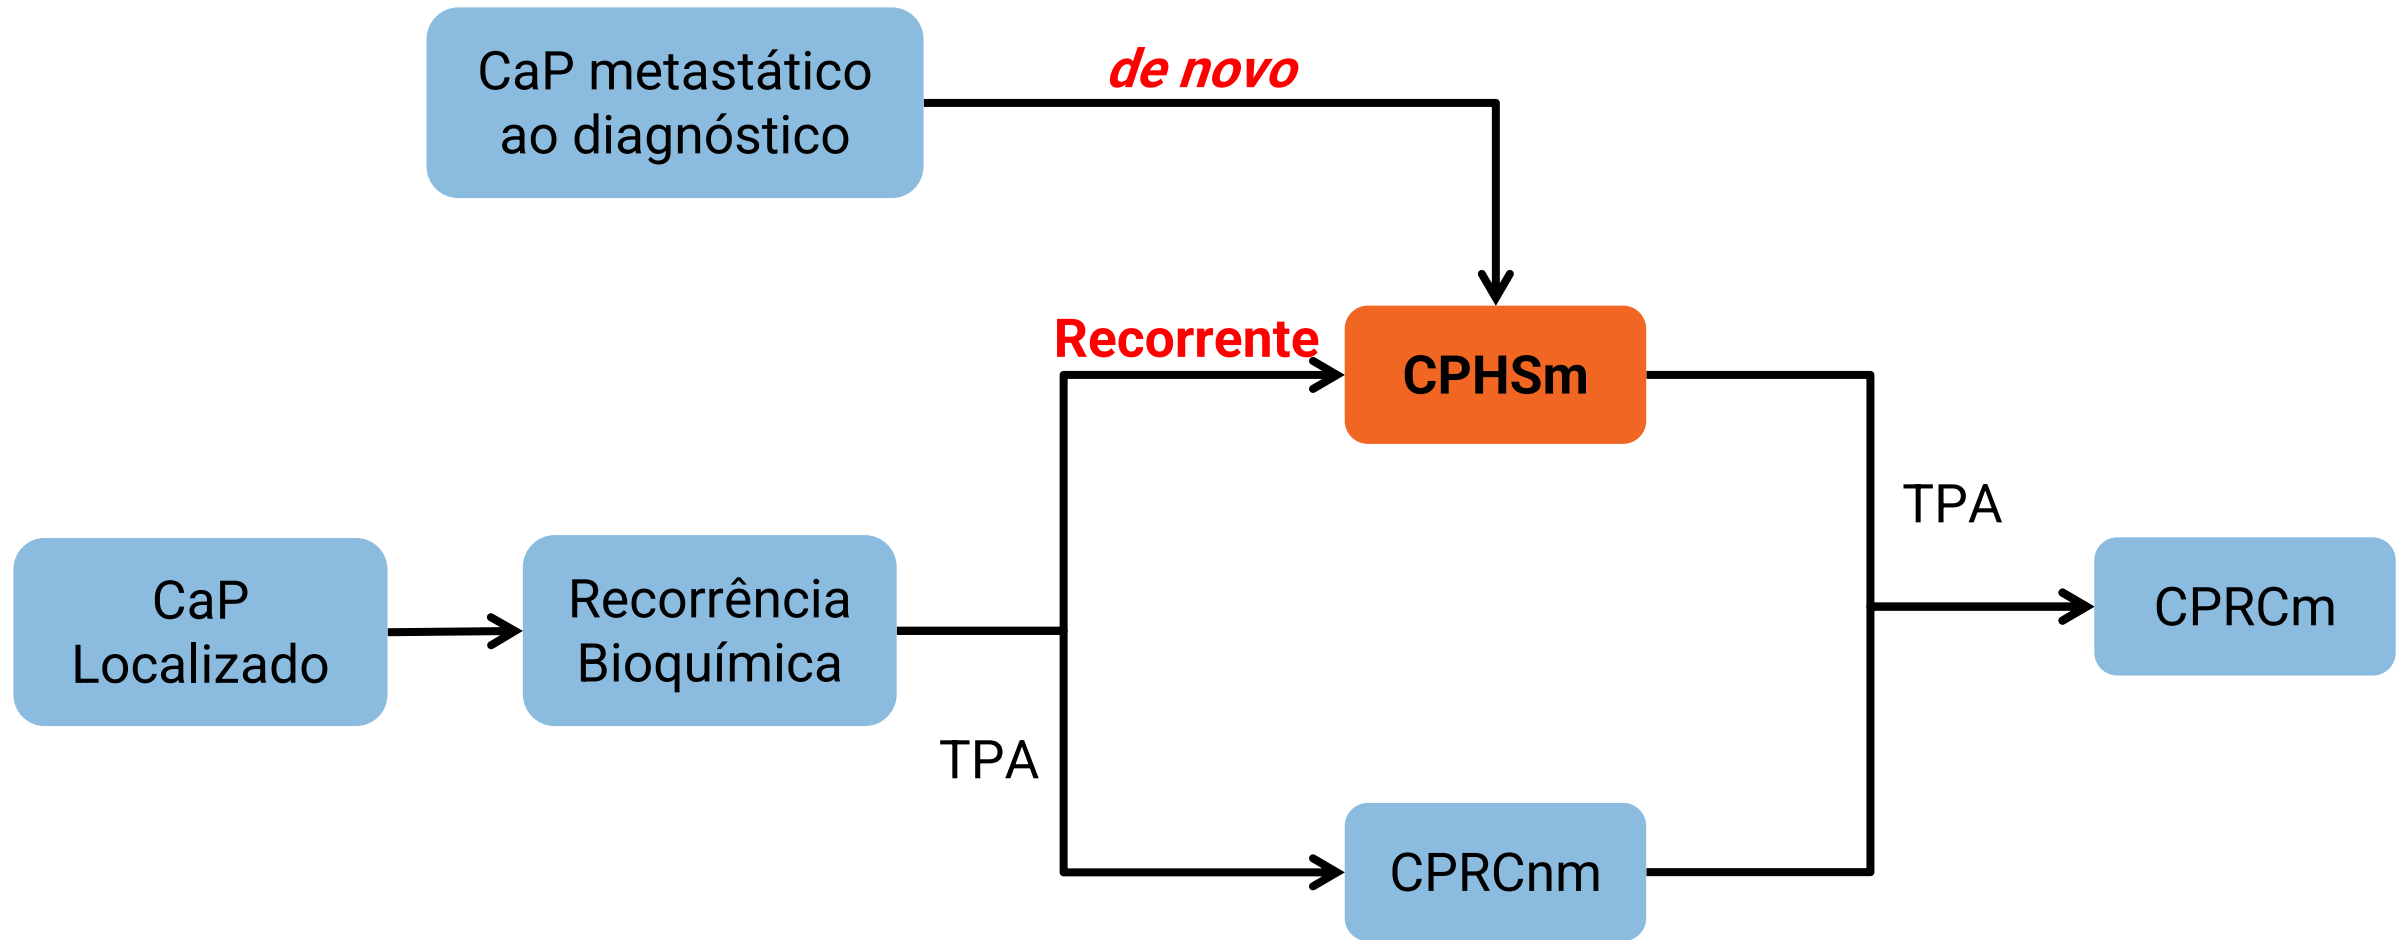 CaP metastático
ao diagnóstico
de novo
Recorrente
CPHSm
TPA
CaP
Localizado
Recorrência
Bioquímica
CPRCm
TPA
CPRCnm